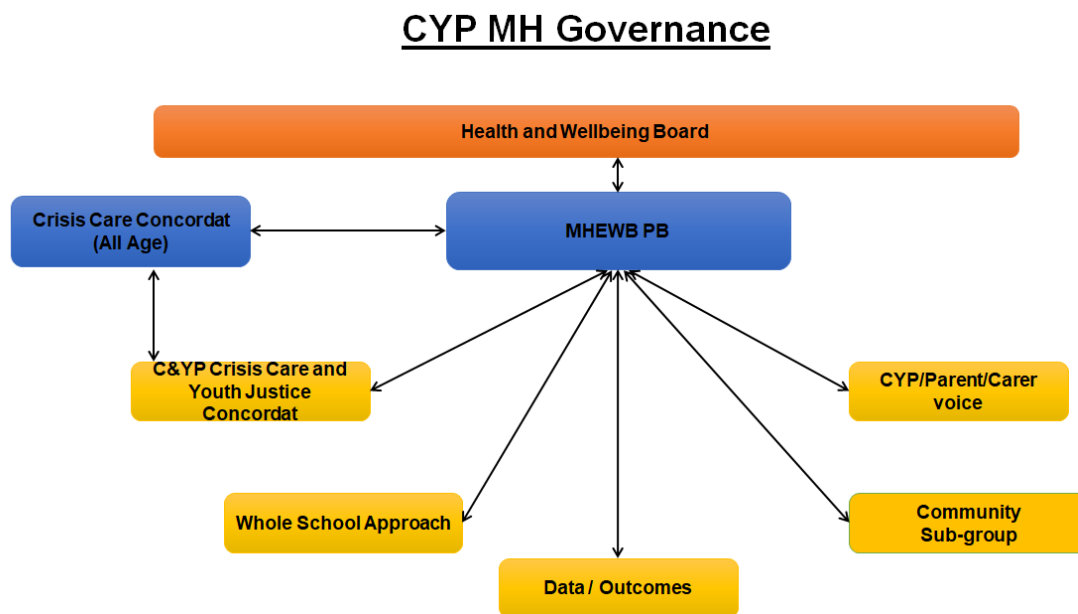 CYP MH Governance
Health and Wellbeing Board
Crisis Care Concordat
(All Age)
MHEWB PB
C&YP Crisis Care and
Youth Justice
Concordat
CYP/Parent/Carer
voice
Whole School Approach
Community
Sub-group
Data / Outcomes